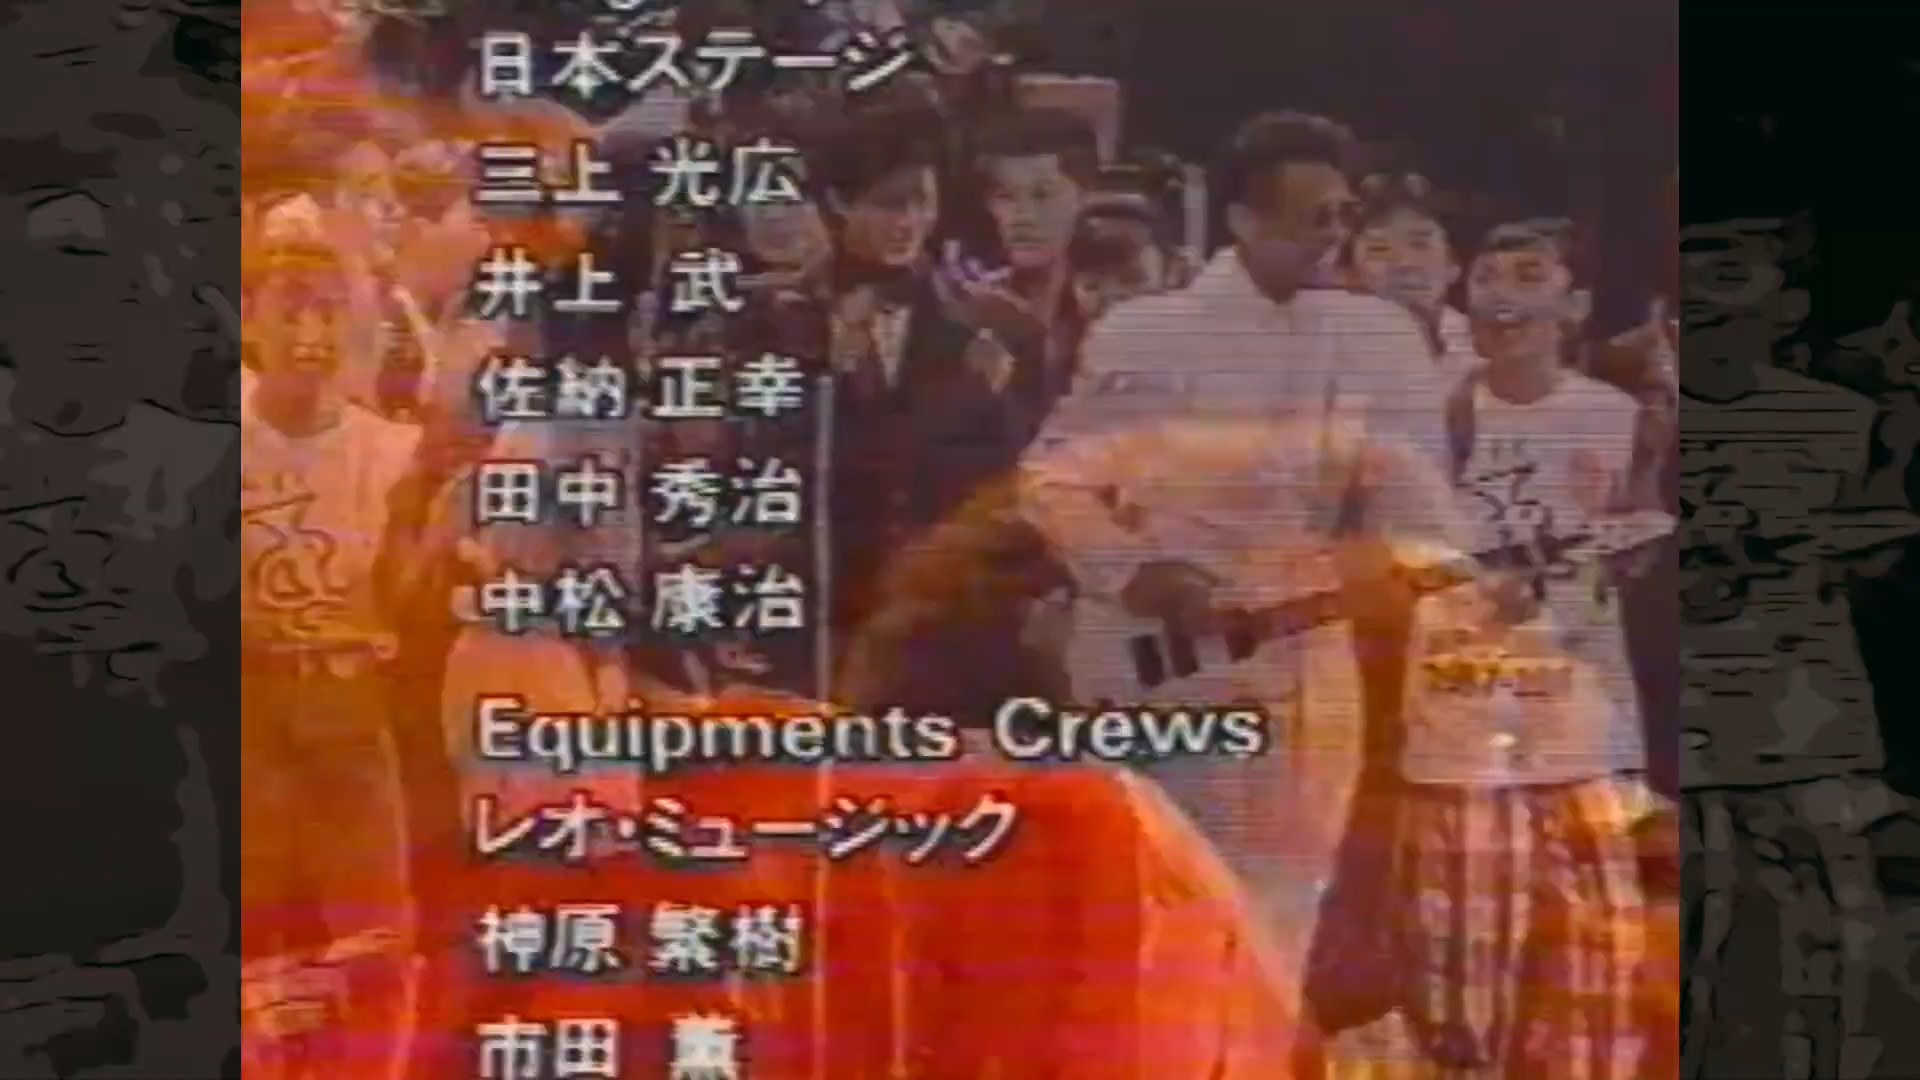 日本ステージ
三上 光広
井上 武
佐納 正幸
田中 秀治
中松 康治
Equipments Crews
レオ・ミュージック
神原 繁樹
市田 薫